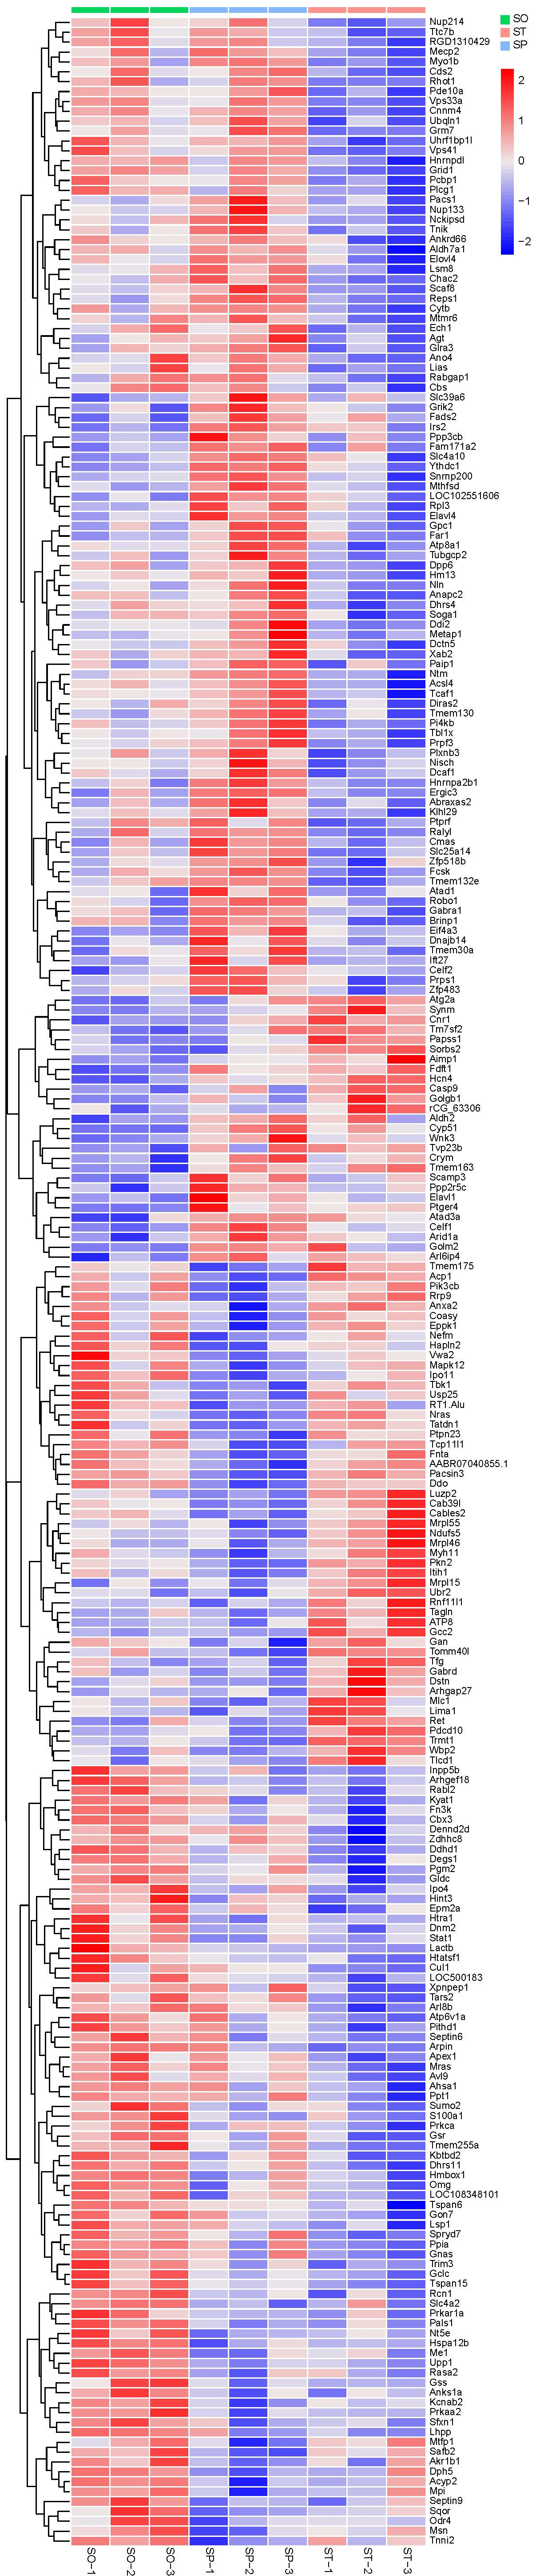 SO
ST
SP
2
1
0
−1
−2
Nup214
Ttc7b
RGD1310429
Mecp2
Myo1b
Cds2
Rhot1
Pde10a
Vps33a
Cnnm4
Ubqln1
Grm7
Uhrf1bp1l
Vps41
Hnrnpdl
Grid1
Pcbp1
Plcg1
Pacs1
Nup133
Nckipsd
Tnik
Ankrd66
Aldh7a1
Elovl4
Lsm8
Chac2
Scaf8
Reps1
Cytb
Mtmr6
Ech1
Agt
Glra3
Ano4
Lias
Rabgap1
Cbs
Slc39a6
Grik2
Fads2
Irs2
Ppp3cb
Fam171a2
Slc4a10
Ythdc1
Snrnp200
Mthfsd
LOC102551606
Rpl3
Elavl4
Gpc1
Far1
Atp8a1
Tubgcp2
Dpp6
Hm13
Nln
Anapc2
Dhrs4
Soga1
Ddi2
Metap1
Dctn5
Xab2
Paip1
Ntm
Acsl4
Tcaf1
Diras2
Tmem130
Pi4kb
Tbl1x
Prpf3
Plxnb3
Nisch
Dcaf1
Hnrnpa2b1
Ergic3
Abraxas2
Klhl29
Ptprf
Ralyl
Cmas
Slc25a14
Zfp518b
Fcsk
Tmem132e
Atad1
Robo1
Gabra1
Brinp1
Eif4a3
Dnajb14
Tmem30a
Ift27
Celf2
Prps1
Zfp483
Atg2a
Synm
Cnr1
Tm7sf2
Papss1
Sorbs2
Aimp1
Fdft1
Hcn4
Casp9
Golgb1
rCG_63306
Aldh2
Cyp51
Wnk3
Tvp23b
Crym
Tmem163
Scamp3
Ppp2r5c
Elavl1
Ptger4
Atad3a
Celf1
Arid1a
Golm2
Arl6ip4
Tmem175
Acp1
Pik3cb
Rrp9
Anxa2
Coasy
Eppk1
Nefm
Hapln2
Vwa2
Mapk12
Ipo11
Tbk1
Usp25
RT1.Alu
Nras
Tatdn1
Ptpn23
Tcp11l1
Fnta
AABR07040855.1
Pacsin3
Ddo
Luzp2
Cab39l
Cables2
Mrpl55
Ndufs5
Mrpl46
Myh11
Pkn2
Itih1
Mrpl15
Ubr2
Rnf11l1
Tagln
ATP8
Gcc2
Gan
Tomm40l
Tfg
Gabrd
Dstn
Arhgap27
Mlc1
Lima1
Ret
Pdcd10
Trmt1
Wbp2
Tlcd1
Inpp5b
Arhgef18
Rabl2
Kyat1
Fn3k
Cbx3
Dennd2d
Zdhhc8
Ddhd1
Degs1
Pgm2
Gldc
Ipo4
Hint3
Epm2a
Htra1
Dnm2
Stat1
Lactb
Htatsf1
Cul1
LOC500183
Xpnpep1
Tars2
Arl8b
Atp6v1a
Pithd1
Septin6
Arpin
Apex1
Mras
Avl9
Ahsa1
Ppt1
Sumo2
S100a1
Prkca
Gsr
Tmem255a
Kbtbd2
Dhrs11
Hmbox1
Omg
LOC108348101
Tspan6
Gon7
Lsp1
Spryd7
Ppia
Gnas
Trim3
Gclc
Tspan15
Rcn1
Slc4a2
Prkar1a
Pals1
Nt5e
Hspa12b
Me1
Upp1
Rasa2
Gss
Anks1a
Kcnab2
Prkaa2
Sfxn1
Lhpp
Mtfp1
Safb2
Akr1b1
Dph5
Acyp2
Mpi
Septin9
Sqor
Odr4
Msn
Tnni2
SO−1
SO−2
SO−3
SP−1
SP−2
SP−3
ST−1
ST−2
ST−3